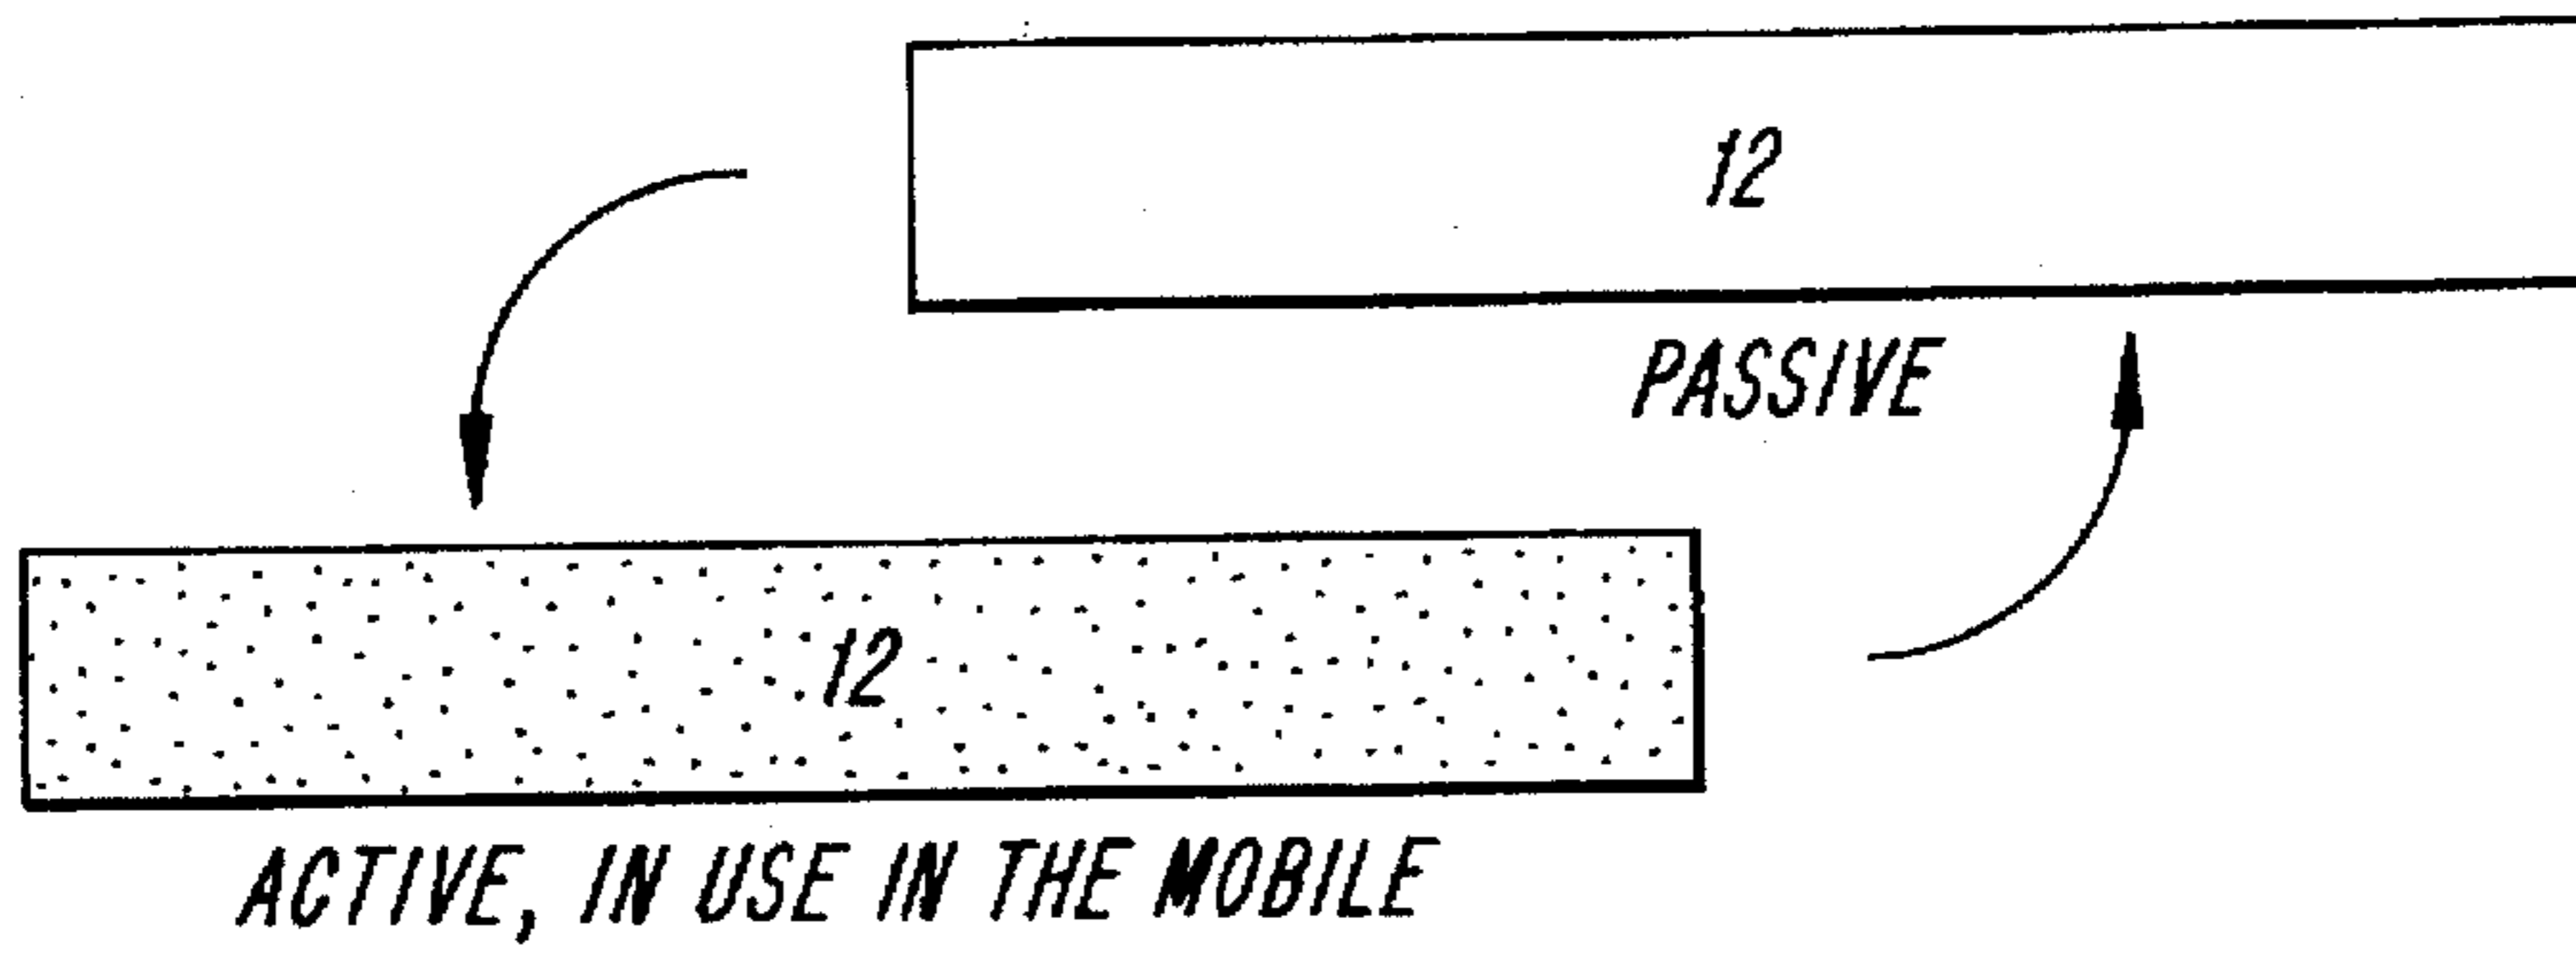 12
PASSIVE
12
ACTIVE, IN USE IN THE MOBILE